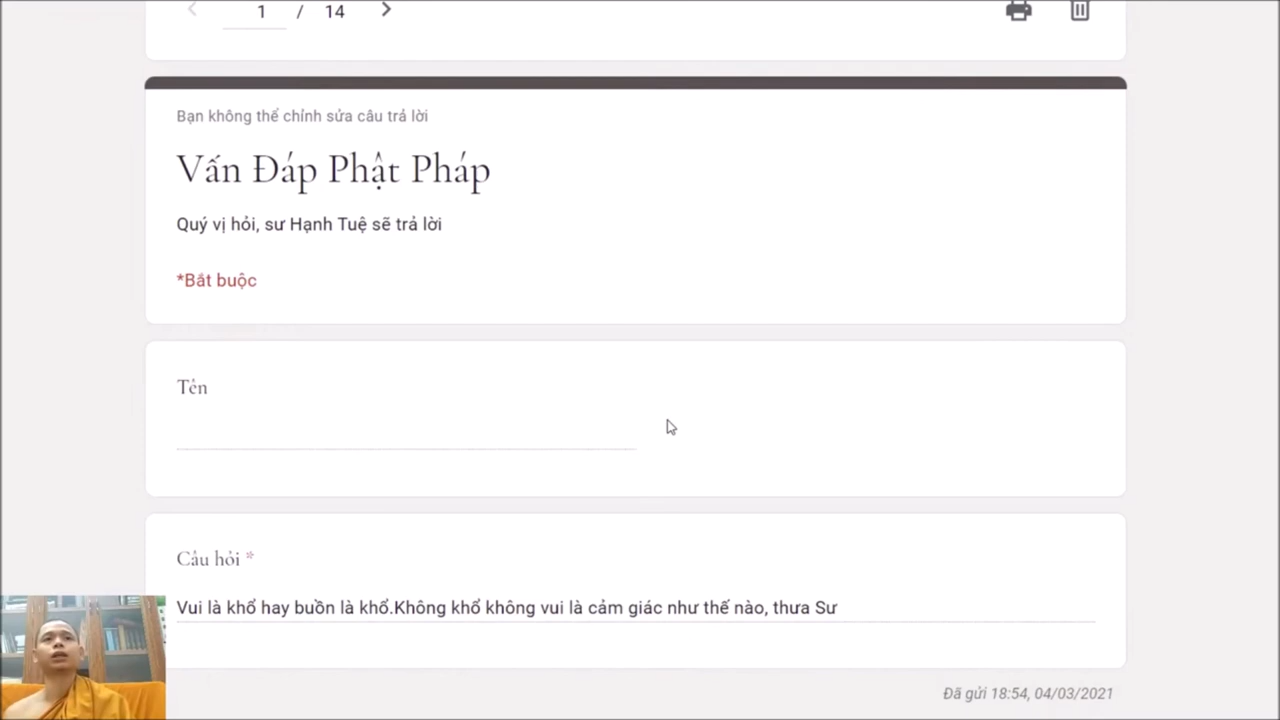 1 / 14
Bạn không thể chỉnh sửa câu trả lời
Vấn Đáp Phật Pháp
Quý vị hỏi, sư Hạnh Tuệ sẽ trả lời
*Bắt buộc
Tên
Câu hỏi *
Vui là khổ hay buồn là khổ.Không khổ không vui là cảm giác như thế nào, thưa Sư
Đã gửi 18:54, 04/03/2021